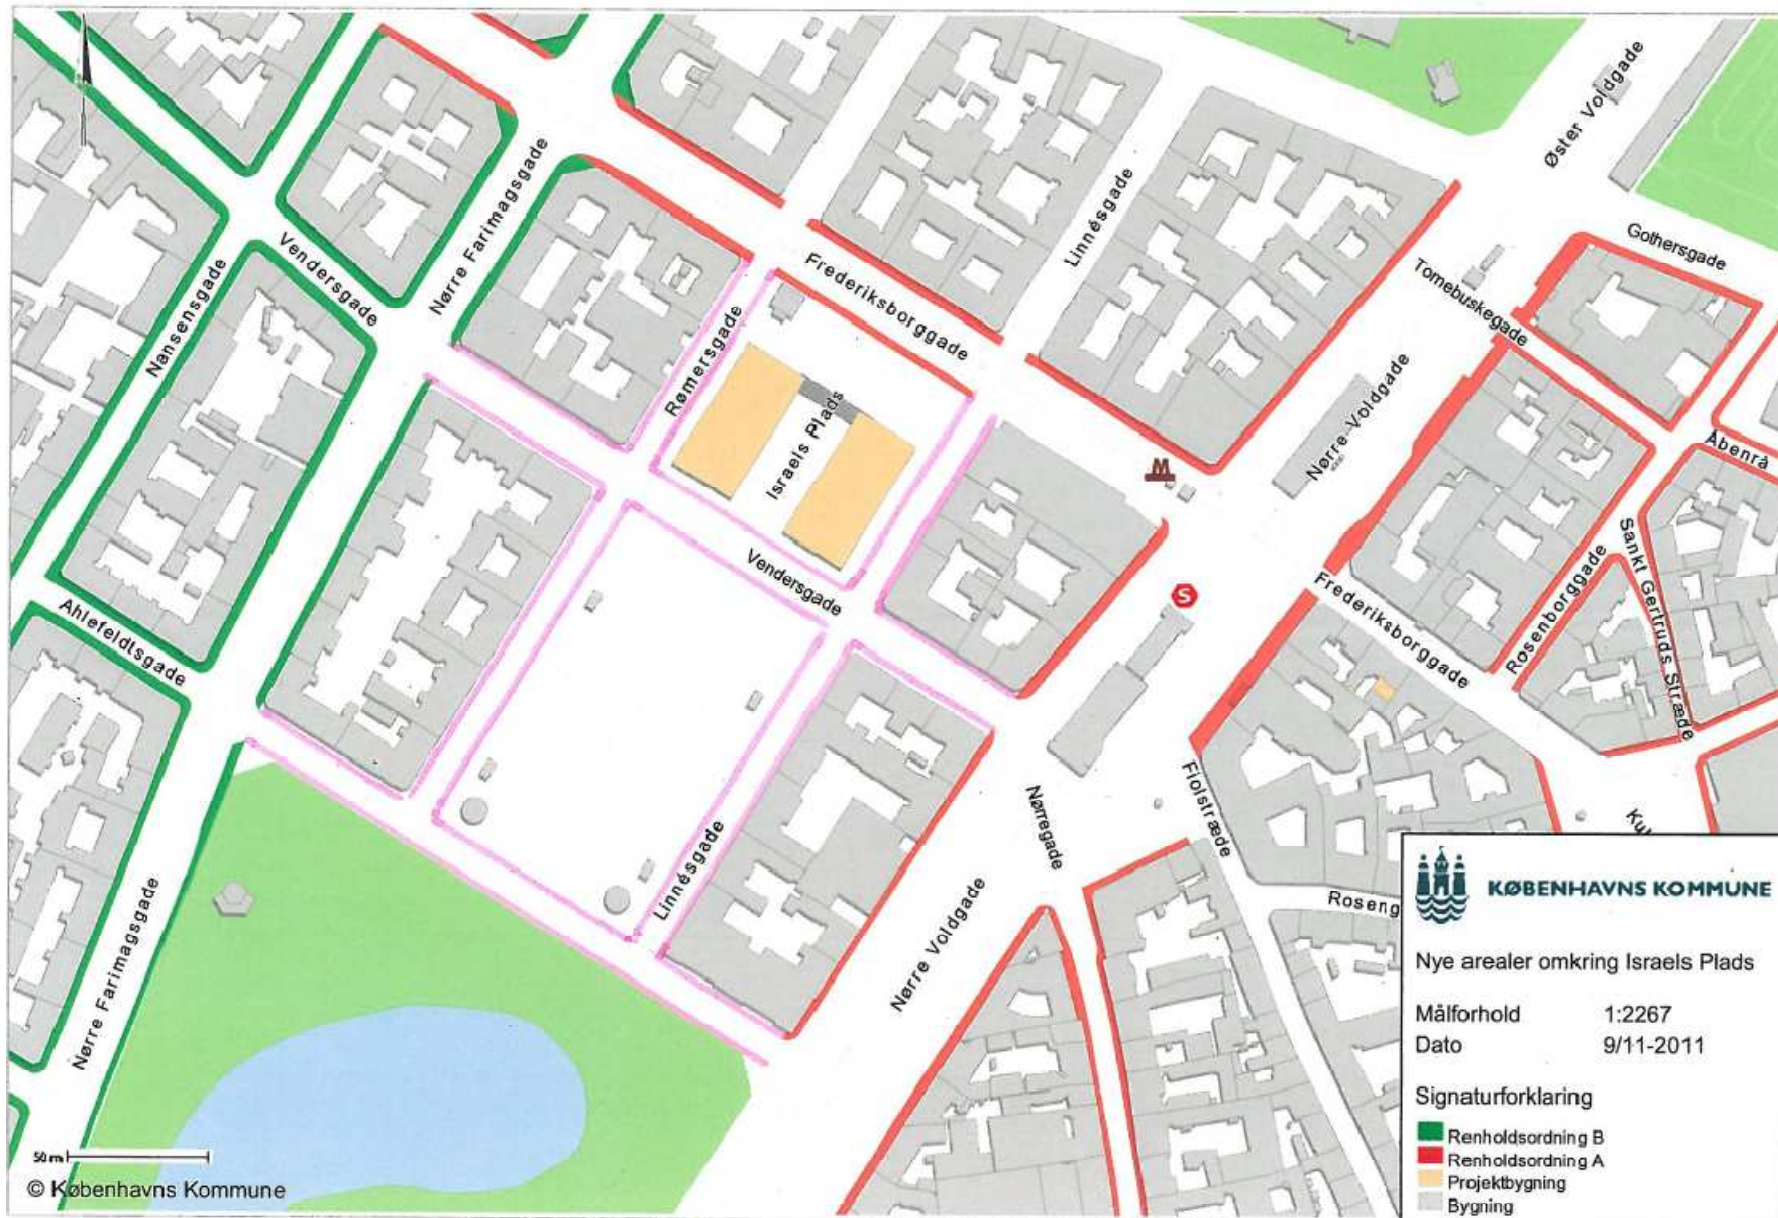 Øster Voldgade
Gothersgade
Tornebuskegade
Åbenrå
Linnésgade
Nørre Farimagsgade
Vendersgade
Nansensgade
Frederiksborggade
Rømersgade
Israels Plads
Nørre Voldgade
M
S
Vendersgade
Frederiksborggade
Rosenborggade
Sankt Gertruds Stræde
Ahlefeldtsgade
Linnésgade
Nørregade
Fiolstræde
Nørre Voldgade
Nørre Farimagsgade
Roseng
50 m
© Københavns Kommune
KØBENHAVNS KOMMUNE
Nye arealer omkring Israels Plads
Målforhold 1:2267
Dato 9/11-2011
Signaturforklaring
Renholdsordning B
Renholdsordning A
Projektbygning
Bygning